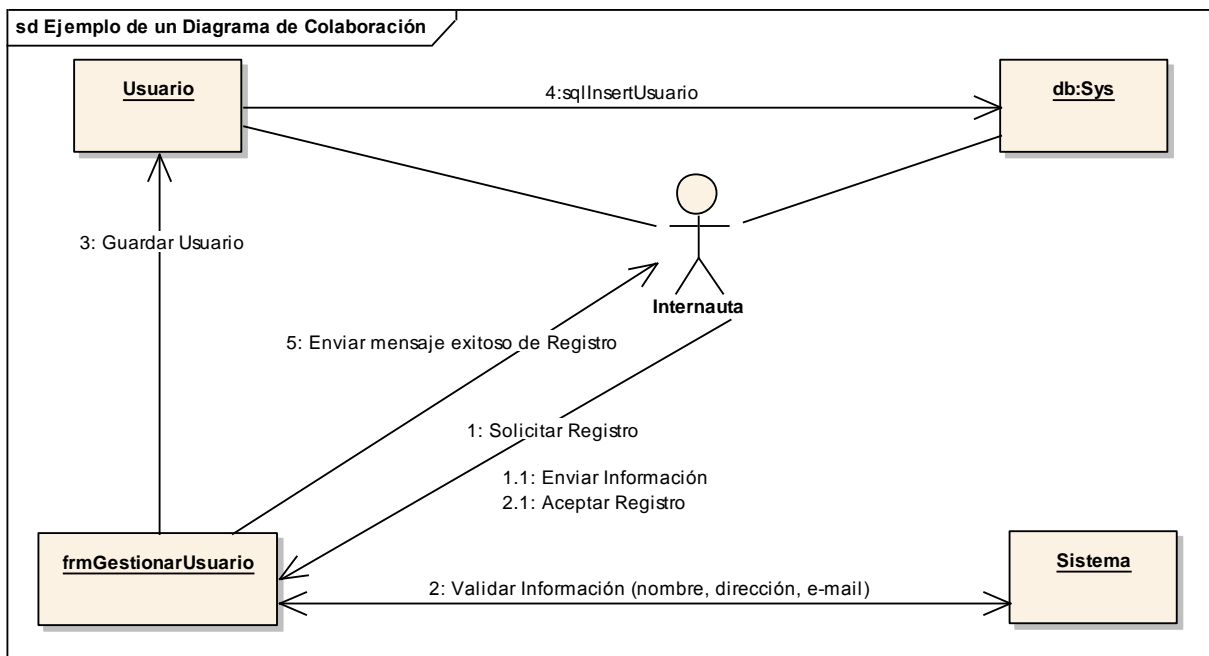 sd Ejemplo de un Diagrama de Colaboración
Usuario
4:sqlInsertUsuario
db:Sys
3: Guardar Usuario
Internauta
5: Enviar mensaje exitoso de Registro
1: Solicitar Registro
1.1: Enviar Información
2.1: Aceptar Registro
frmGestionarUsuario
Sistema
2: Validar Información (nombre, dirección, e-mail)